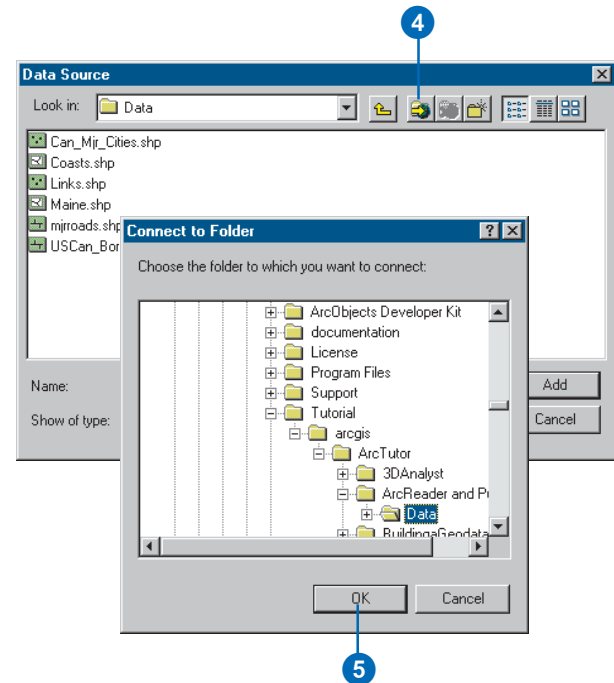 4
Data Source
Look in: Data
Can_Mjr_Cities.shp
Coasts.shp
Links.shp
Maine.shp
mjrroads.shp
USCan_Bor
Name:
Add
Show of type:
Cancel
Connect to Folder
Choose the folder to which you want to connect:
ArcObjects Developer Kit
documentation
License
Program Files
Support
Tutorial
arcgis
ArcTutor
3DAnalyst
ArcReader and Pu
Data
BuildingaGeodata
OK Cancel
5